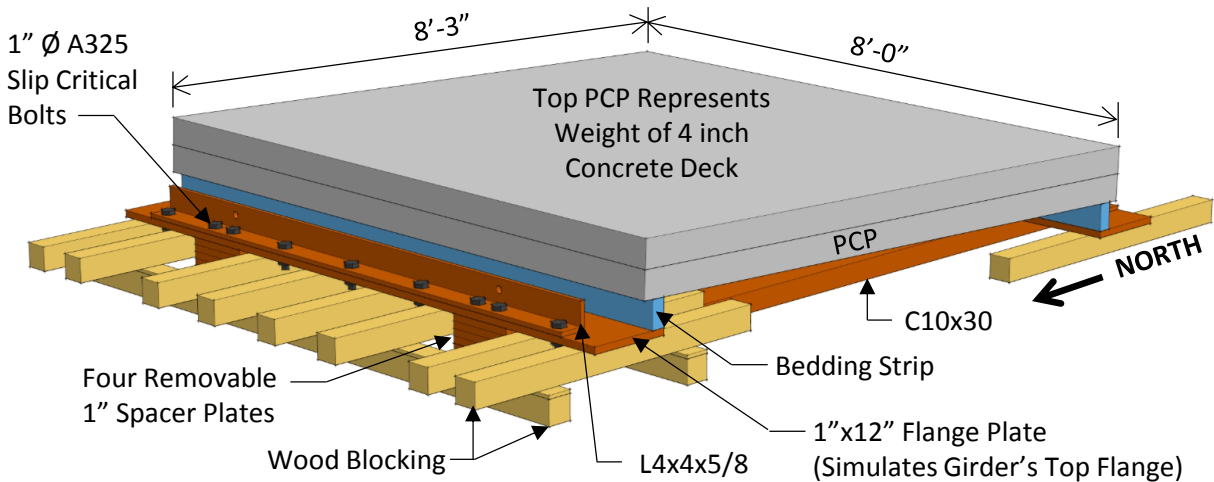 8’-3”
8’-0”
1” Ø A325
Slip Critical
Bolts
Top PCP Represents
Weight of 4 inch
Concrete Deck
PCP
NORTH
C10x30
Bedding Strip
Four Removable
1” Spacer Plates
Wood Blocking
L4x4x5/8
1”x12” Flange Plate
(Simulates Girder’s Top Flange)